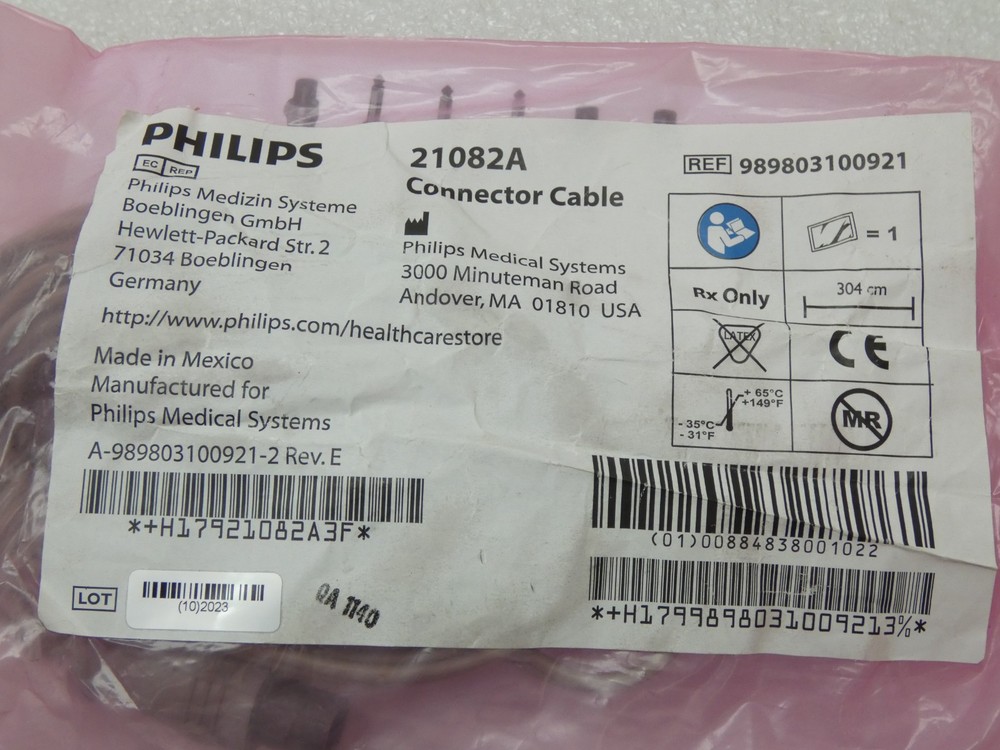 PHILIPS
EC REP
Philips Medizin Systeme
Boeblingen GmbH
Hewlett-Packard Str. 2
71034 Boeblingen
Germany
http://www.philips.com/healthcarestore
Made in Mexico
Manufactured for
Philips Medical Systems
A-989803100921-2 Rev. E
*+H17921082A3F*
LOT
(10)2023
QA 1140
21082A
Connector Cable
Philips Medical Systems
3000 Minuteman Road
Andover, MA 01810 USA
REF 989803100921
= 1
Rx Only
304 cm
LATEX
CE
+ 65°C
+149°F
- 35°C
- 31°F
MR
(01)00884838001022
*+H1799898031009213%*